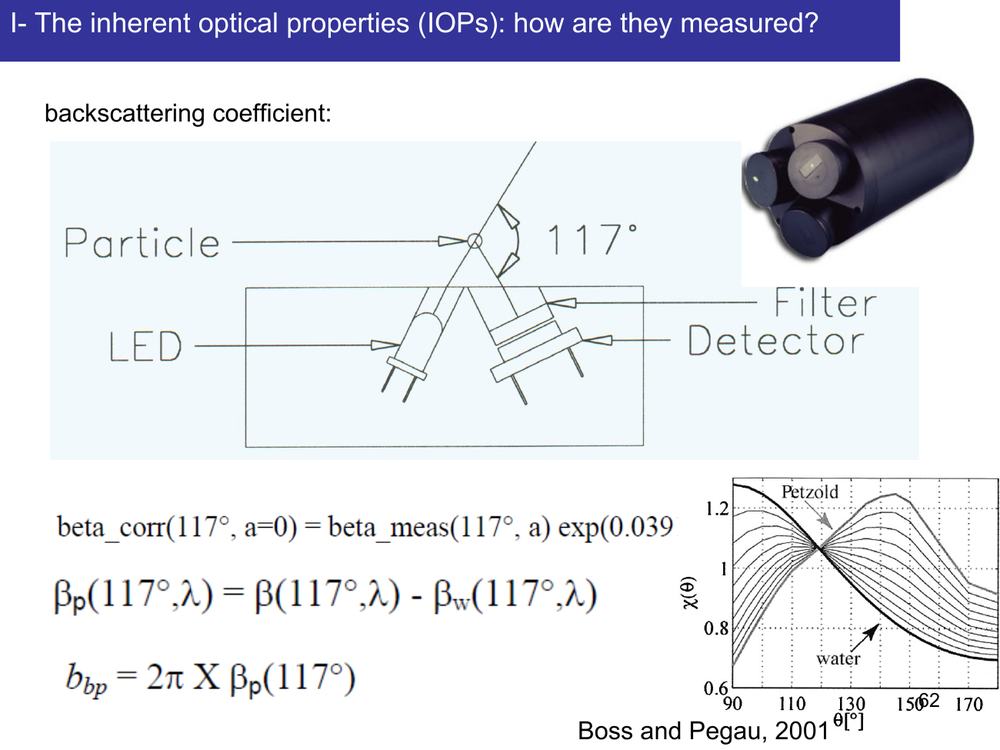 I- The inherent optical properties (IOPs): how are they measured?
backscattering coefficient:
Particle
117°
LED
Filter
Detector
beta_corr(117°, a=0) = beta_meas(117°, a) exp(0.039
βp(117°,λ) = β(117°,λ) - βw(117°,λ)
bbp = 2π X βp(117°)
Petzold
water
χ(θ)
1.2
1
0.8
0.6
90 110 130 150 170
θ[°]
62
Boss and Pegau, 2001